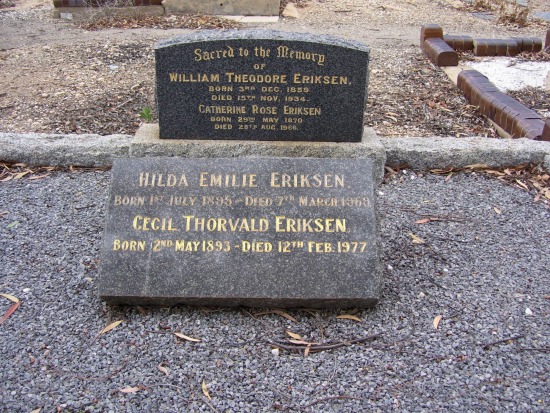 Sacred to the Memory
OF
WILLIAM THEODORE ERIKSEN.
BORN 3RD DEC. 1859
DIED 15TH NOV. 1934.
CATHERINE ROSE ERIKSEN
BORN 29TH MAY 1870
DIED 28TH AUG. 1966.
HILDA EMILIE ERIKSEN.
BORN 1ST JULY 1895 - DIED 7TH MARCH 1969
CECIL THORVALD ERIKSEN.
BORN 2ND MAY 1893 - DIED 12TH FEB. 1977